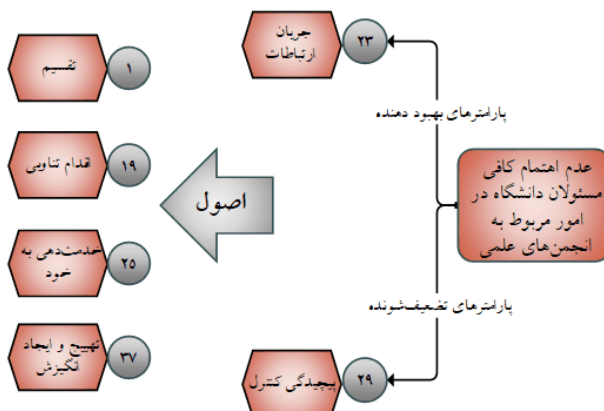 عدم اهتمام کافی
مسئولان دانشگاه در
امور مربوط به
انجمن‌های علمی
پارامترهای بهبود دهنده
۲۳
جریان
ارتباطات
پارامترهای تضعیف‌شونده
۲۹
پیچیدگی کنترل
اصول
۱
تقسیم
۱۹
اقدام تناوبی
۲۵
خدمت‌دهی به
خود
۳۷
تهییج و ایجاد
انگیزش